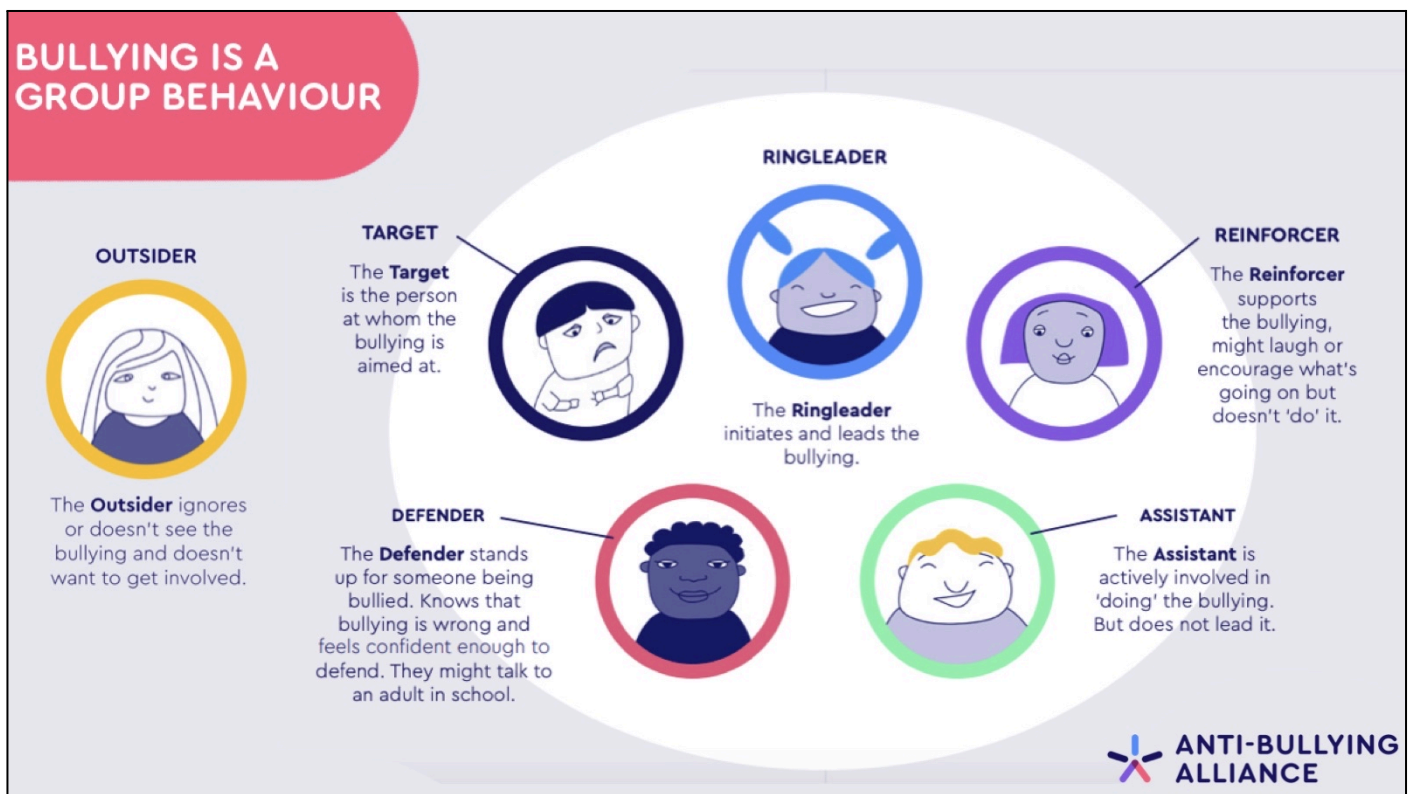 BULLYING IS A
GROUP BEHAVIOUR
OUTSIDER
The Outsider ignores
or doesn't see the
bullying and doesn't
want to get involved.
TARGET
The Target
is the person
at whom the
bullying is
aimed at.
RINGLEADER
The Ringleader
initiates and leads the
bullying.
REINFORCER
The Reinforcer
supports
the bullying,
might laugh or
encourage what's
going on but
doesn't 'do' it.
DEFENDER
The Defender stands
up for someone being
bullied. Knows that
bullying is wrong and
feels confident enough to
defend. They might talk to
an adult in school.
ASSISTANT
The Assistant is
actively involved in
'doing' the bullying.
But does not lead it.
ANTI-BULLYING
ALLIANCE